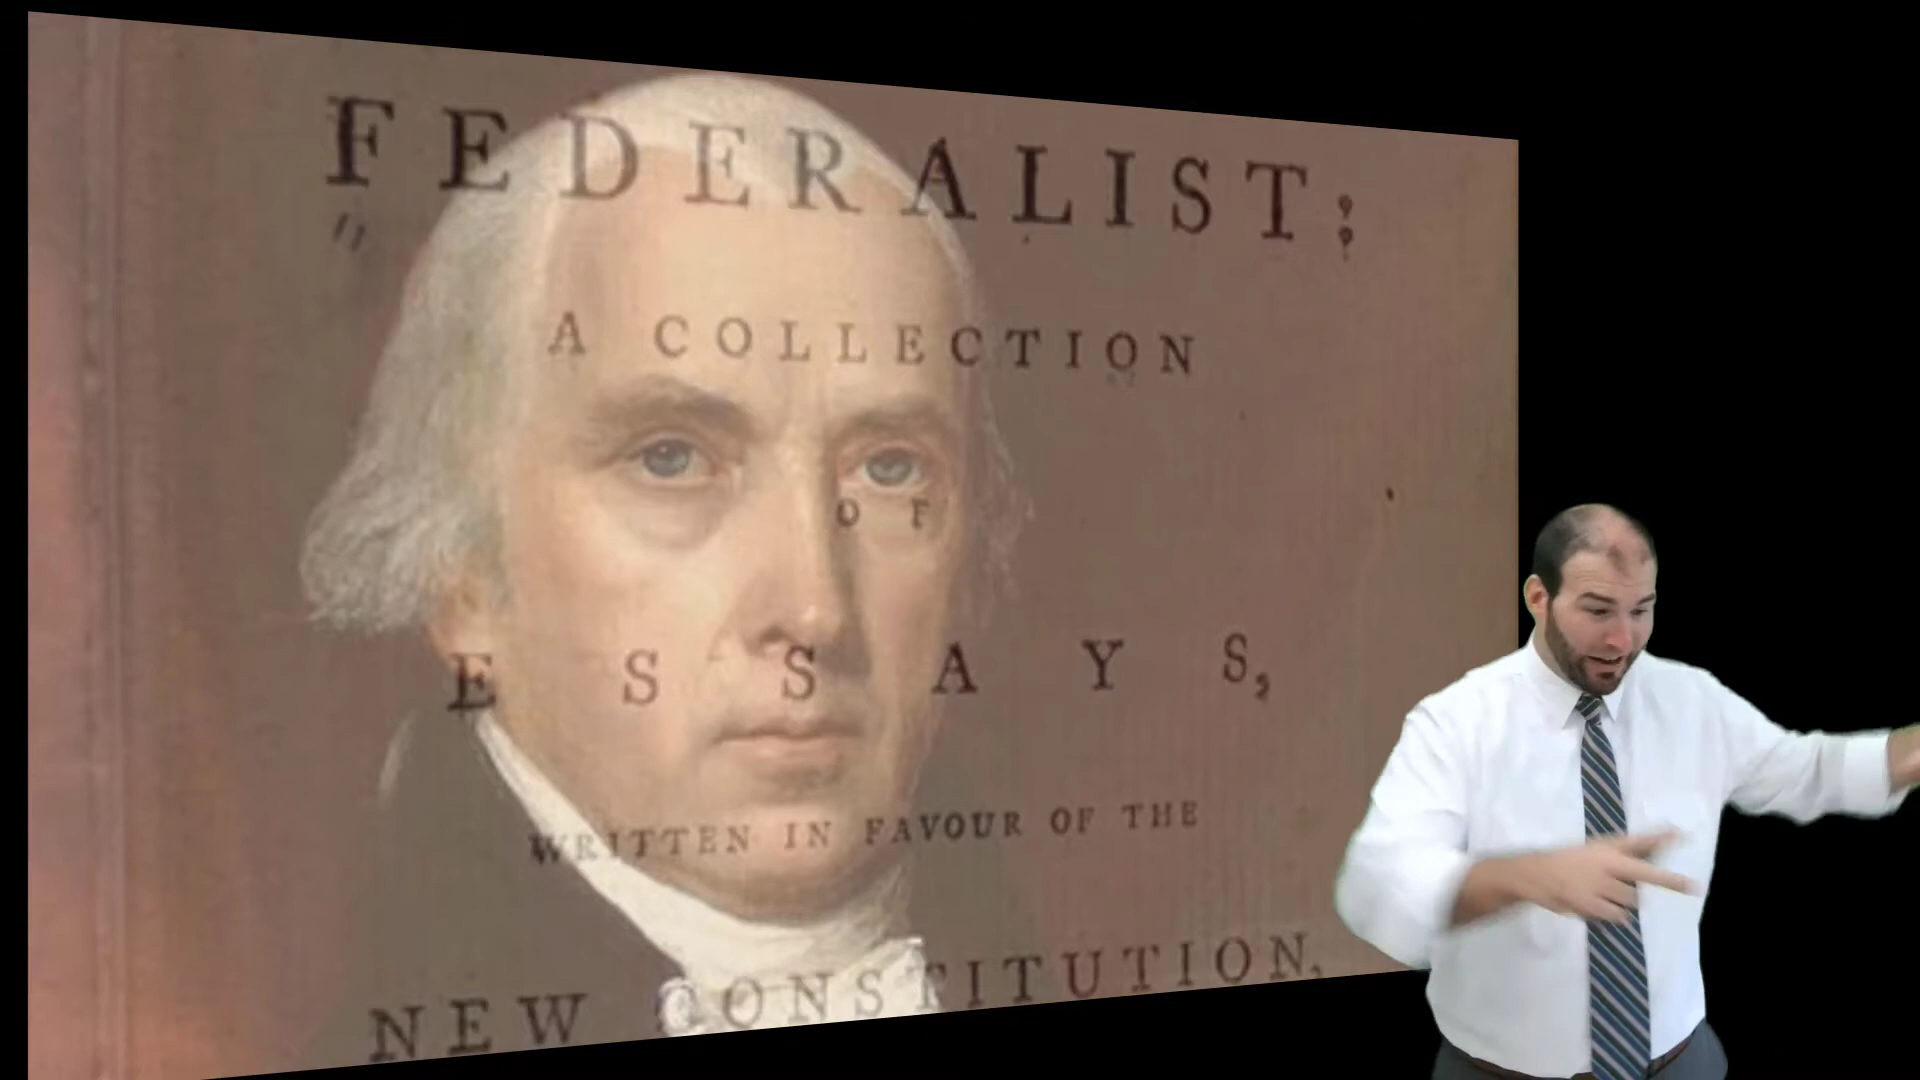 FEDERALIST:
A COLLECTION
OF
ESSAYS,
WRITTEN IN FAVOUR OF THE
NEW CONSTITUTION,